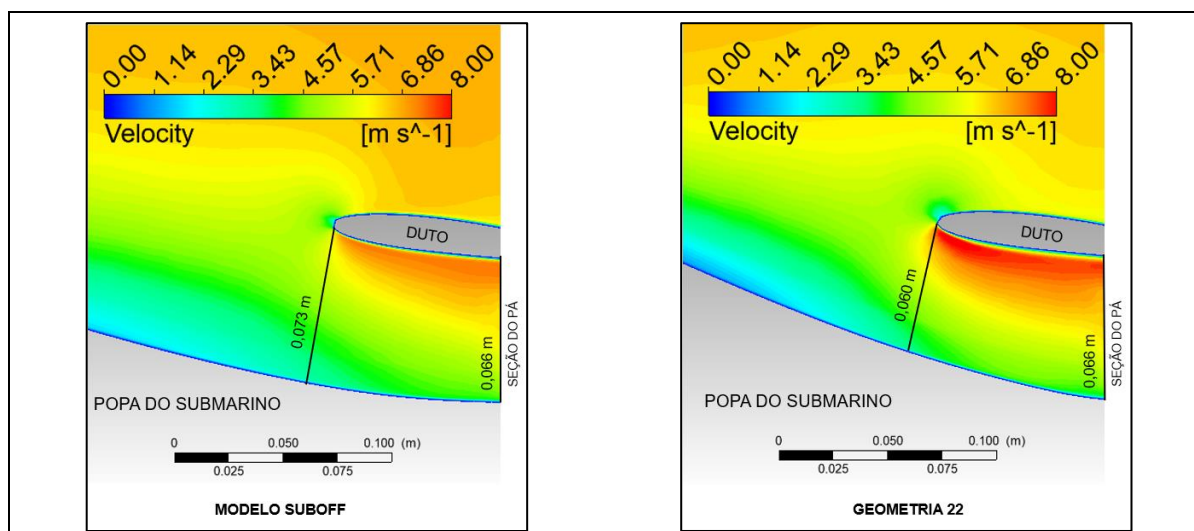 0.00 1.14 2.29 3.43 4.57 5.71 6.86 8.00
Velocity [m s^-1]
DUTO
0,073 m
0,066 m
SEÇÃO DO PÁ
POPA DO SUBMARINO
0 0.050 0.100 (m)
0.025 0.075
MODELO SUBOFF
0.00 1.14 2.29 3.43 4.57 5.71 6.86 8.00
Velocity [m s^-1]
DUTO
0,060 m
0,066 m
SEÇÃO DO PÁ
POPA DO SUBMARINO
0 0.050 0.100 (m)
0.025 0.075
GEOMETRIA 22